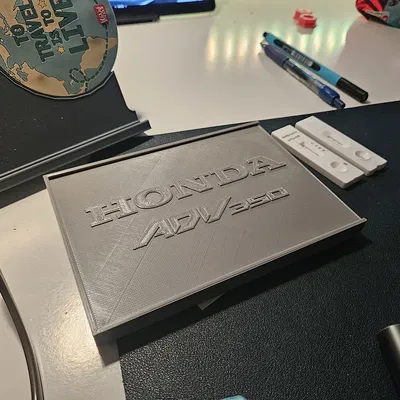 TO
TRAVEL
IS TO
LIVE
HONDA
ADV350